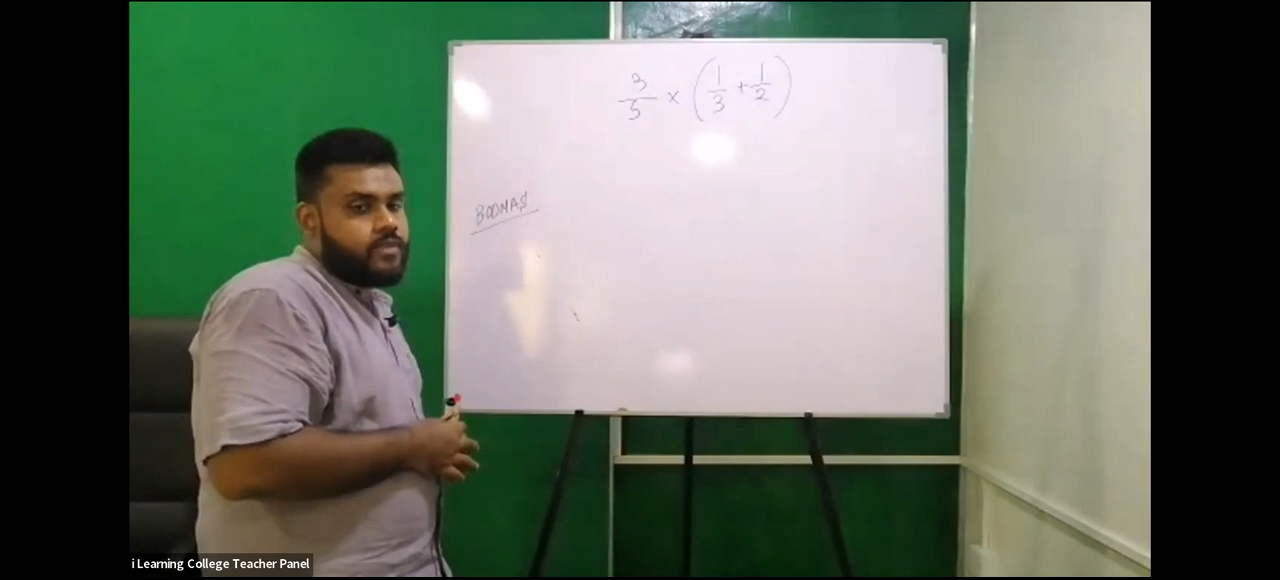 3/5 × (1/3 + 1/2)
BODMAS
i Learning College Teacher Panel